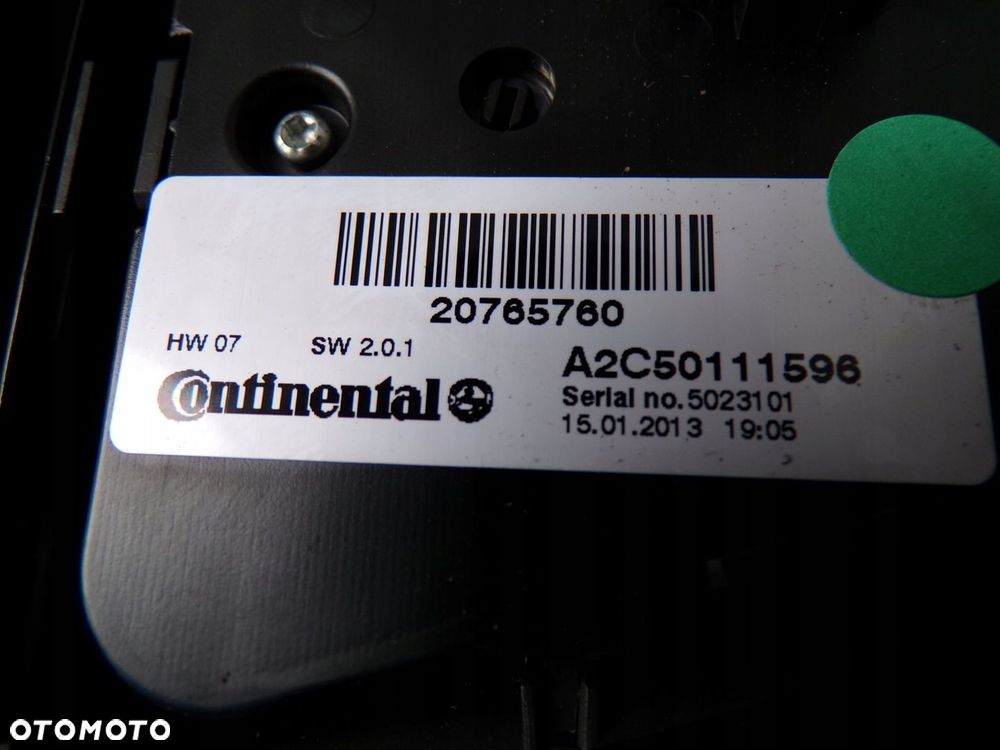 20765760
HW 07 SW 2.0.1
A2C50111596
Continental
Serial no.5023101
15.01.2013 19:05
OTOMOTO